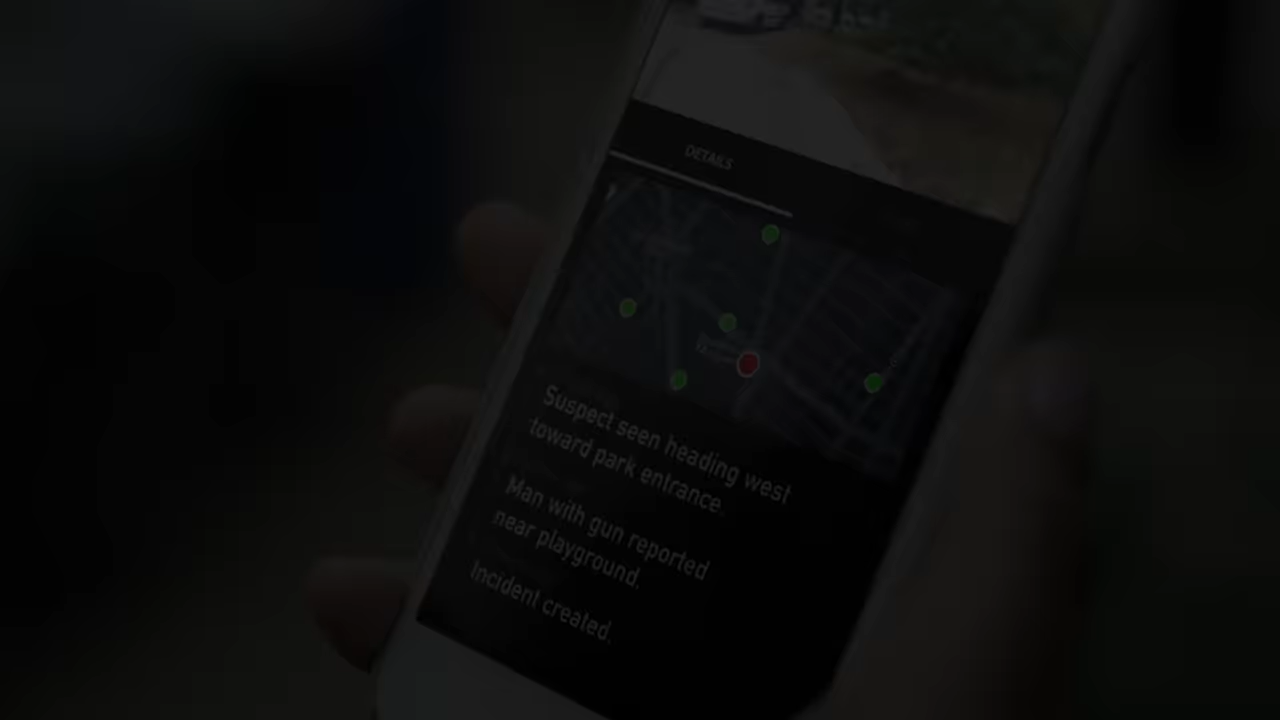 DETAILS
Suspect seen heading west
toward park entrance.
Man with gun reported
near playground.
Incident created.